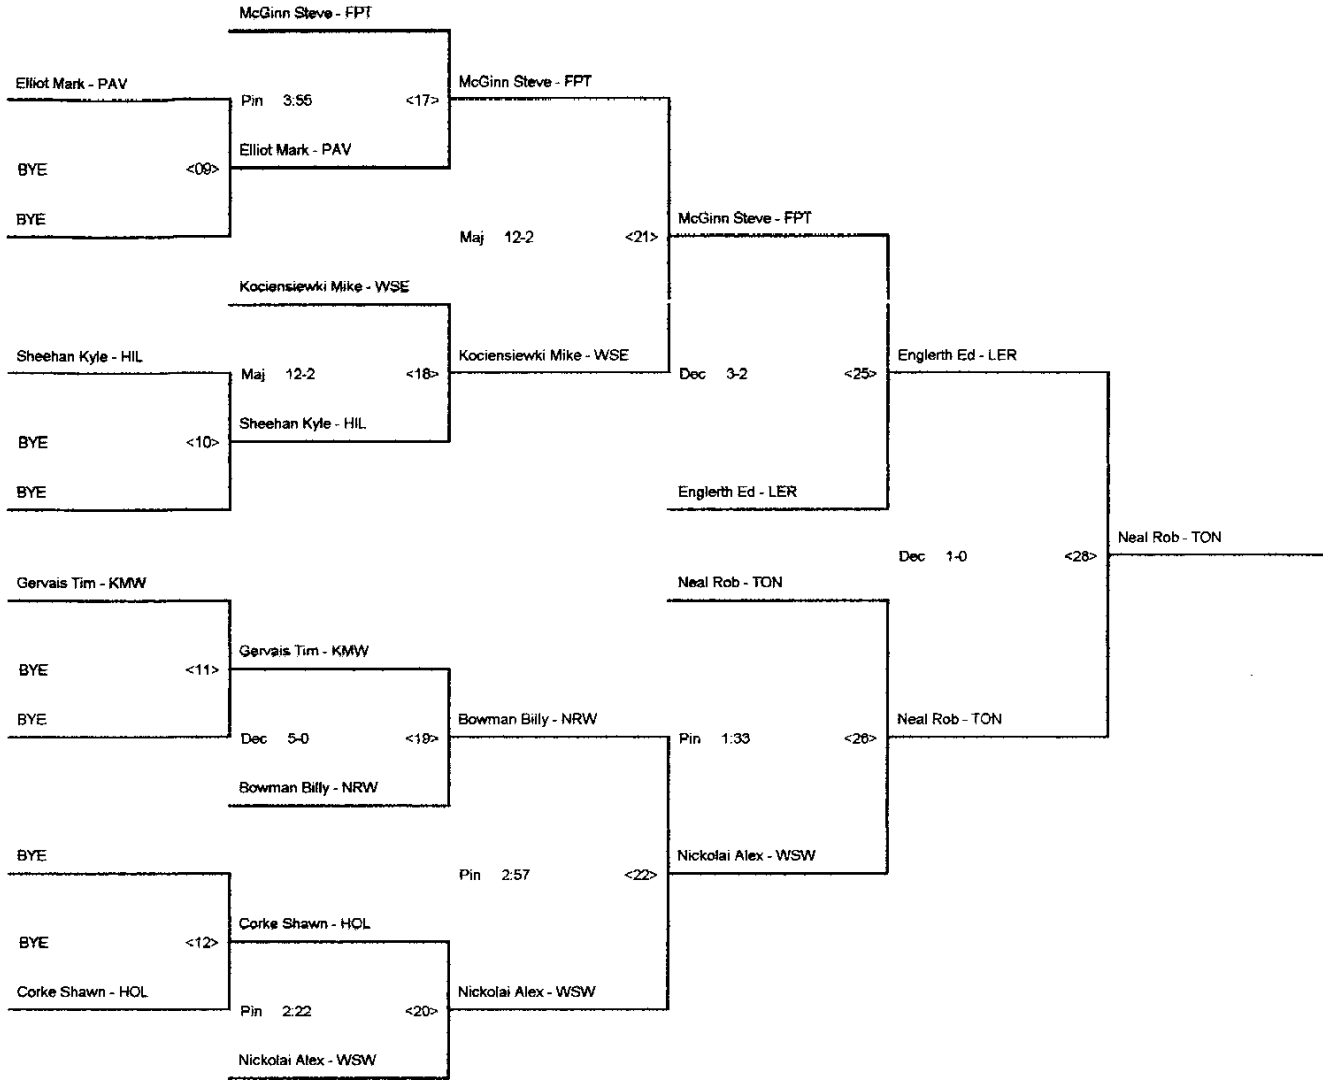 McGinn Steve - FPT
Elliot Mark - PAV
McGinn Steve - FPT
Pin 3:55 <17>
Elliot Mark - PAV
BYE <09>
BYE
McGinn Steve - FPT
Maj 12-2 <21>
Kociensiewki Mike - WSE
Sheehan Kyle - HIL
Kociensiewki Mike - WSE
Englerth Ed - LER
Maj 12-2 <18>
Dec 3-2 <25>
Sheehan Kyle - HIL
BYE <10>
BYE
Englerth Ed - LER
Neal Rob - TON
Dec 1-0 <28>
Gervais Tim - KMW
Neal Rob - TON
Gervais Tim - KMW
BYE <11>
BYE
Bowman Billy - NRW
Neal Rob - TON
Dec 5-0 <19>
Pin 1:33 <26>
Bowman Billy - NRW
BYE
Nickolai Alex - WSW
Pin 2:57 <22>
Corke Shawn - HOL
BYE <12>
Corke Shawn - HOL
Nickolai Alex - WSW
Pin 2:22 <20>
Nickolai Alex - WSW